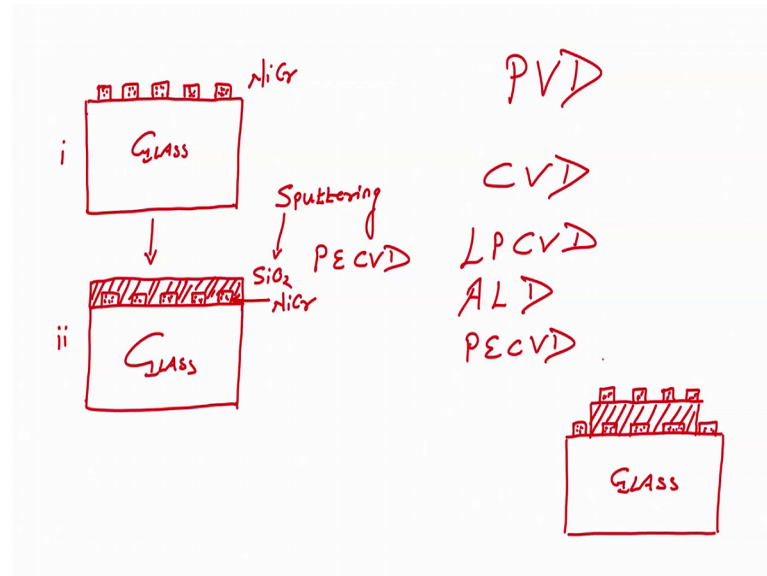 NiCr
i
GLASS
Sputtering
PECVD
SiO2
NiCr
ii
GLASS
PVD
CVD
LPCVD
ALD
PECVD
GLASS